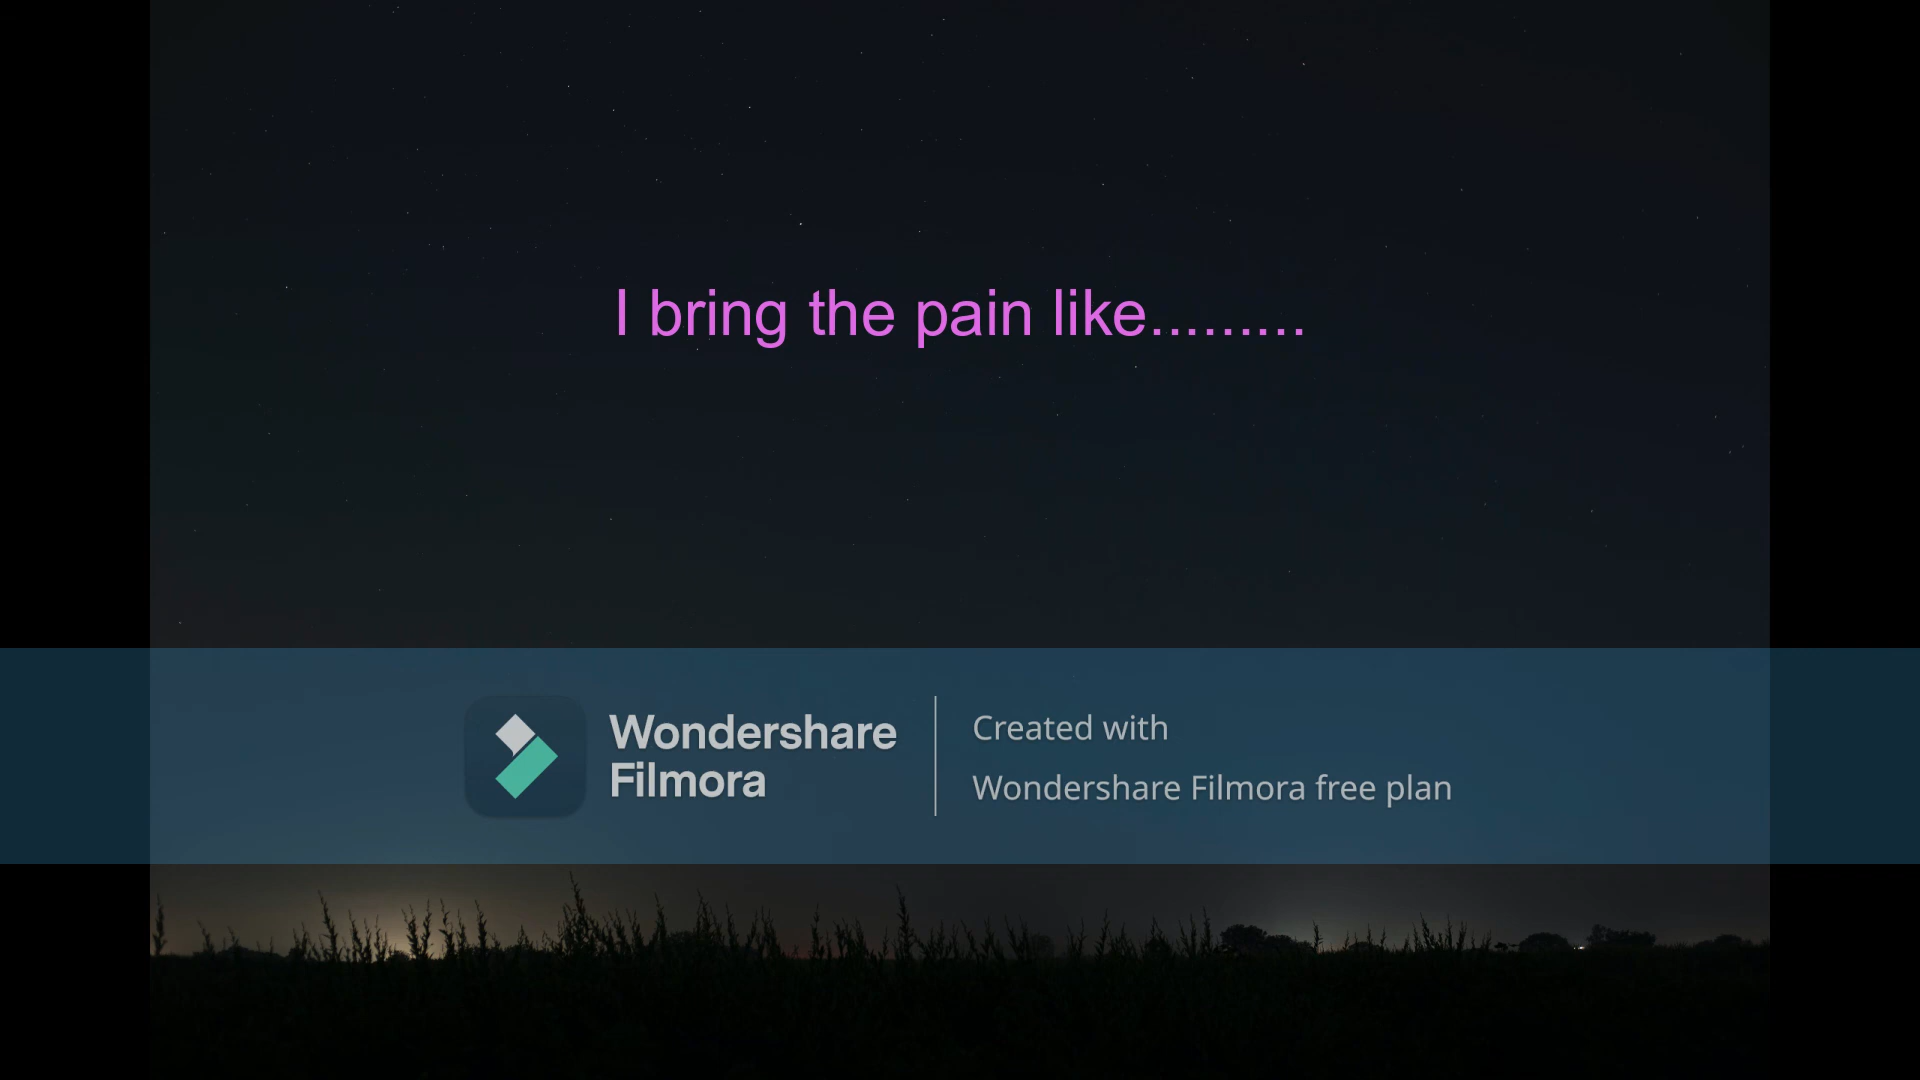 I bring the pain like.........
Wondershare
Filmora
Created with
Wondershare Filmora free plan